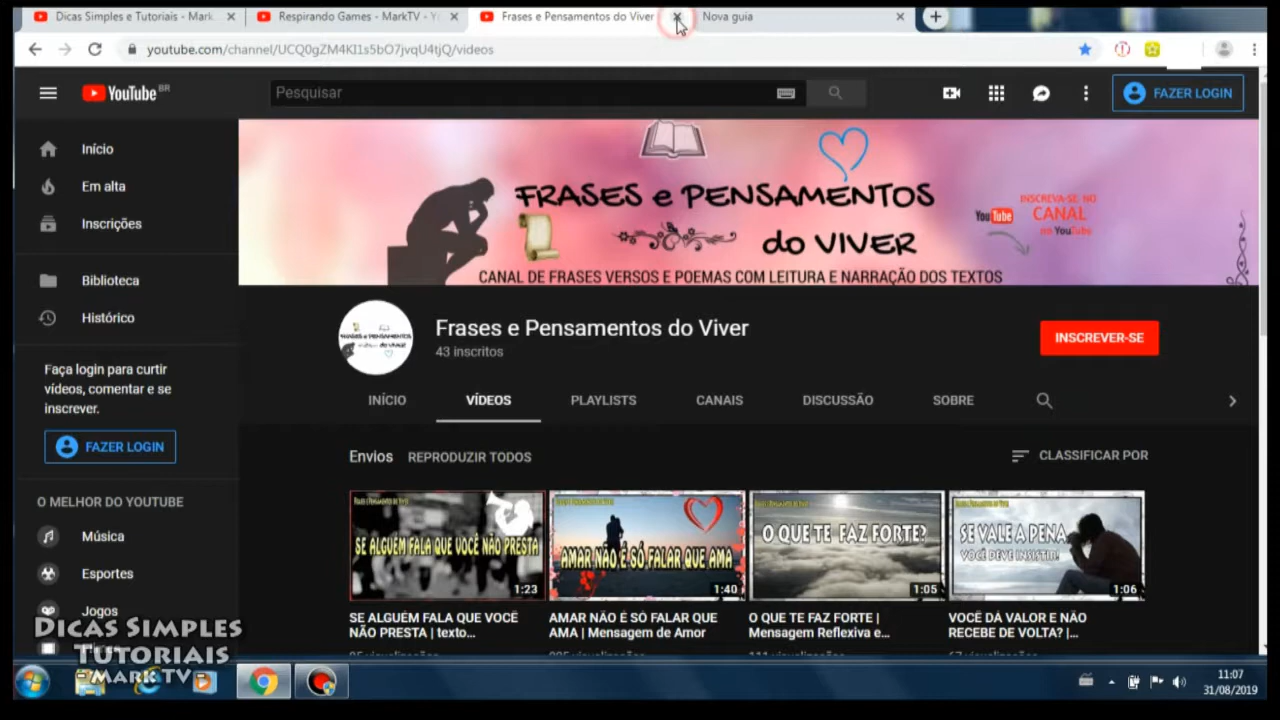 Dicas Simples e Tutoriais - Mark
Respirando Games - MarkTV - Yo
Frases e Pensamentos do Viver
Nova guia
youtube.com/channel/UCQ0gZM4KI1s5bO7jvqU4tjQ/videos
YouTube BR
Pesquisar
FAZER LOGIN
Início
Em alta
Inscrições
Biblioteca
Histórico
Faça login para curtir
vídeos, comentar e se
inscrever.
FAZER LOGIN
O MELHOR DO YOUTUBE
Música
Esportes
Jogos
FRASES e PENSAMENTOS
do VIVER
CANAL DE FRASES VERSOS E POEMAS COM LEITURA E NARRAÇÃO DOS TEXTOS
INSCREVA-SE NO
YouTube CANAL
no YouTube
Frases e Pensamentos do Viver
43 inscritos
INSCREVER-SE
INÍCIO
VÍDEOS
PLAYLISTS
CANAIS
DISCUSSÃO
SOBRE
Envios
REPRODUZIR TODOS
CLASSIFICAR POR
SE ALGUÉM FALA QUE VOCÊ NÃO PRESTA
1:23
AMAR NÃO É SÓ FALAR QUE AMA
1:40
O QUE TE FAZ FORTE?
1:05
SE VALE A PENA
VOCÊ DEVE INSISTIR!
1:06
SE ALGUÉM FALA QUE VOCÊ
NÃO PRESTA | texto...
AMAR NÃO É SÓ FALAR QUE
AMA | Mensagem de Amor
O QUE TE FAZ FORTE |
Mensagem Reflexiva e...
VOCÊ DÁ VALOR E NÃO
RECEBE DE VOLTA? |...
Dicas Simples
Tutoriais
-Mark TV-
11:07
31/08/2019